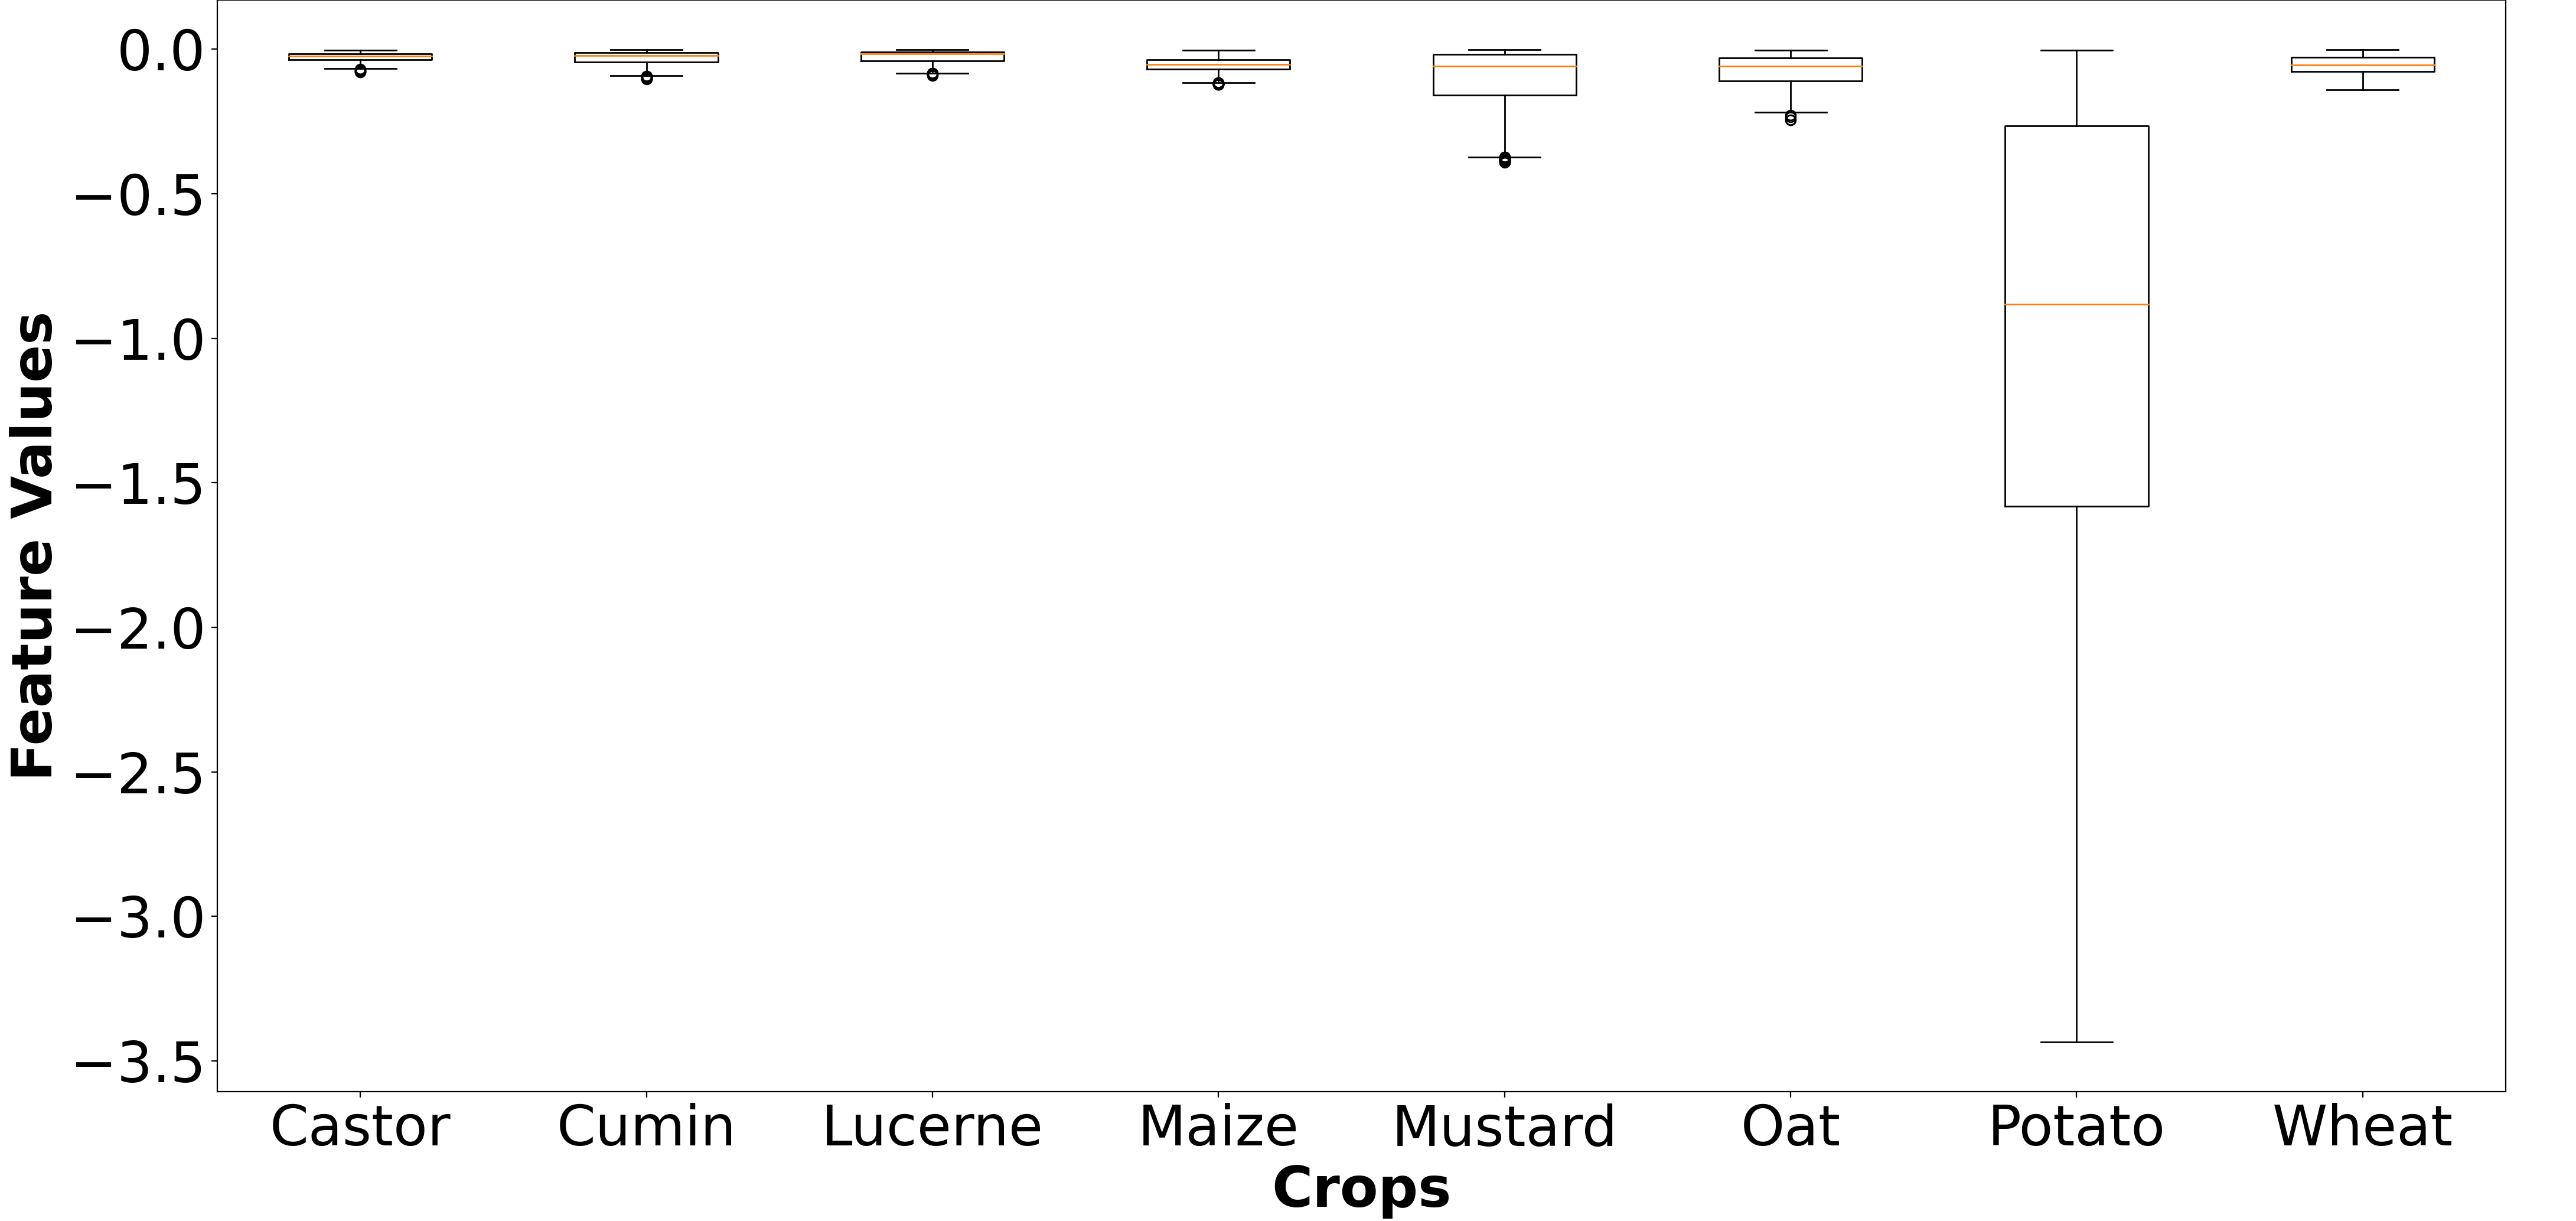 Feature Values
0.0
−0.5
−1.0
−1.5
−2.0
−2.5
−3.0
−3.5
Castor Cumin Lucerne Maize Mustard Oat Potato Wheat
Crops